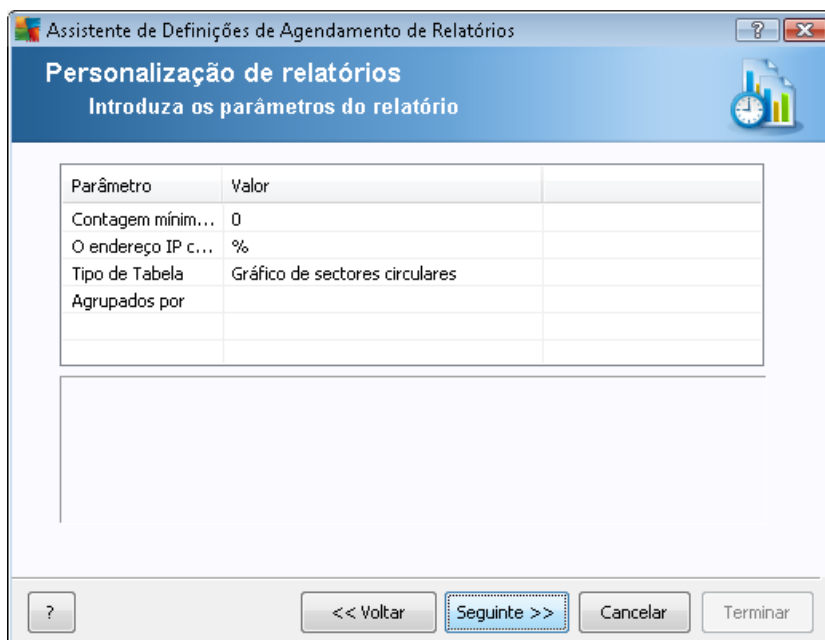 Assistente de Definições de Agendamento de Relatórios ?
Personalização de relatórios
Introduza os parâmetros do relatório
Parâmetro Valor
Contagem mínim... 0
O endereço IP c... %
Tipo de Tabela Gráfico de sectores circulares
Agrupados por
? << Voltar Seguinte >> Cancelar Terminar